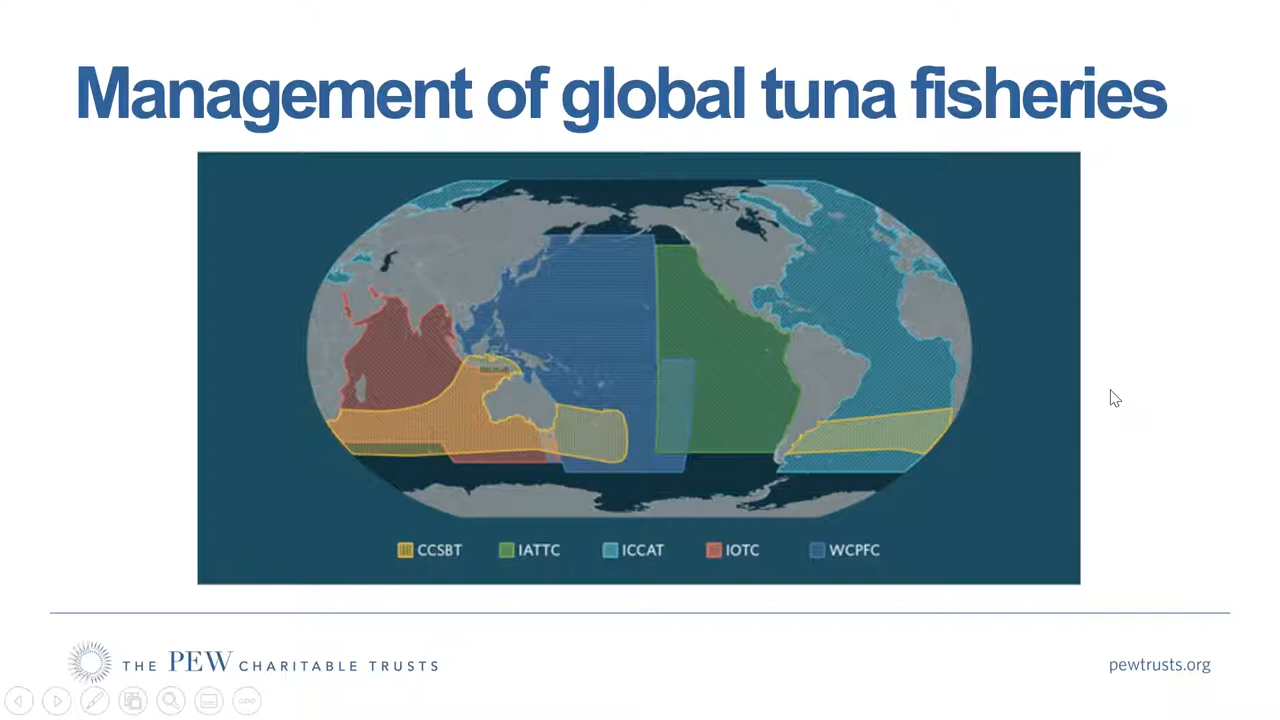 Management of global tuna fisheries
CCSBT IATTC ICCAT IOTC WCPFC
THE PEW CHARITABLE TRUSTS
pewtrusts.org